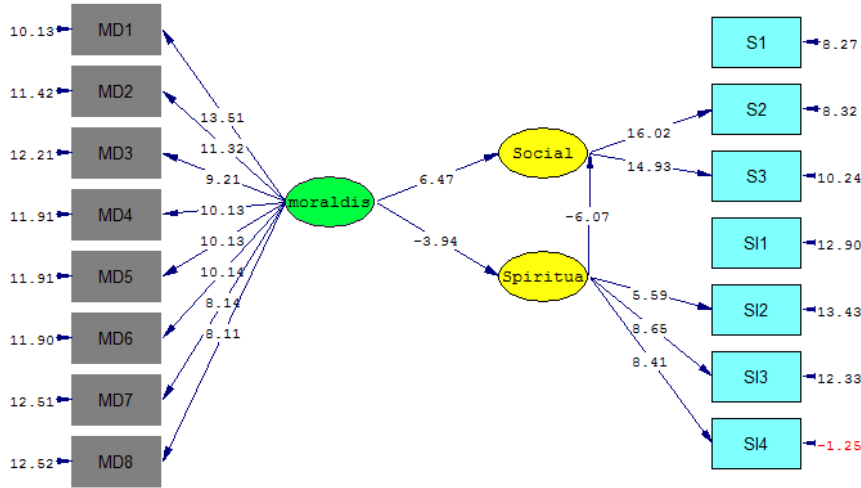 10.13 MD1
11.42 MD2
12.21 MD3
11.91 MD4
11.91 MD5
11.90 MD6
12.51 MD7
12.52 MD8
13.51
11.32
9.21
10.13
10.13
10.14
8.14
8.11
moraldis
6.47
-3.94
Social
-6.07
Spiritua
16.02
14.93
5.59
8.65
8.41
S1 8.27
S2 8.32
S3 10.24
SI1 12.90
SI2 13.43
SI3 12.33
SI4 -1.25